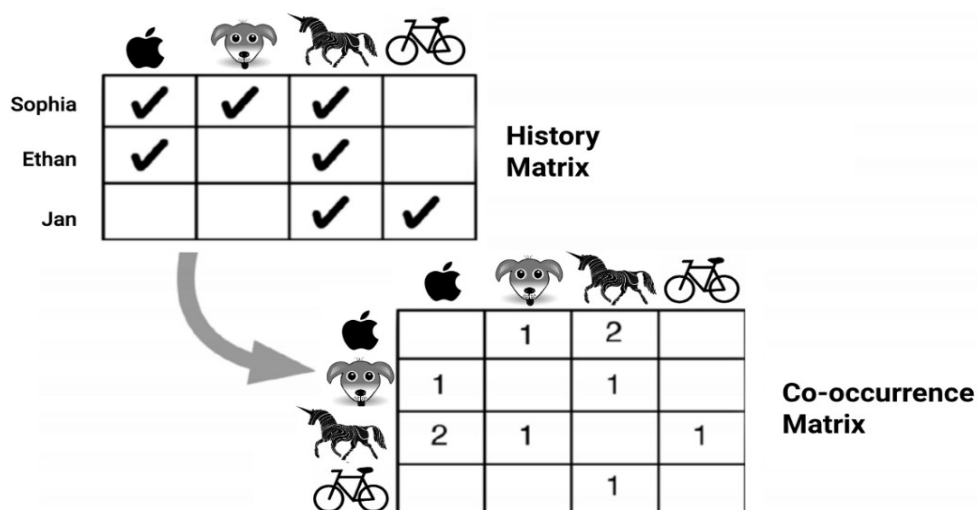 Sophia
Ethan
Jan
History
Matrix
1 2
1 1
2 1 1
1
Co-occurrence
Matrix